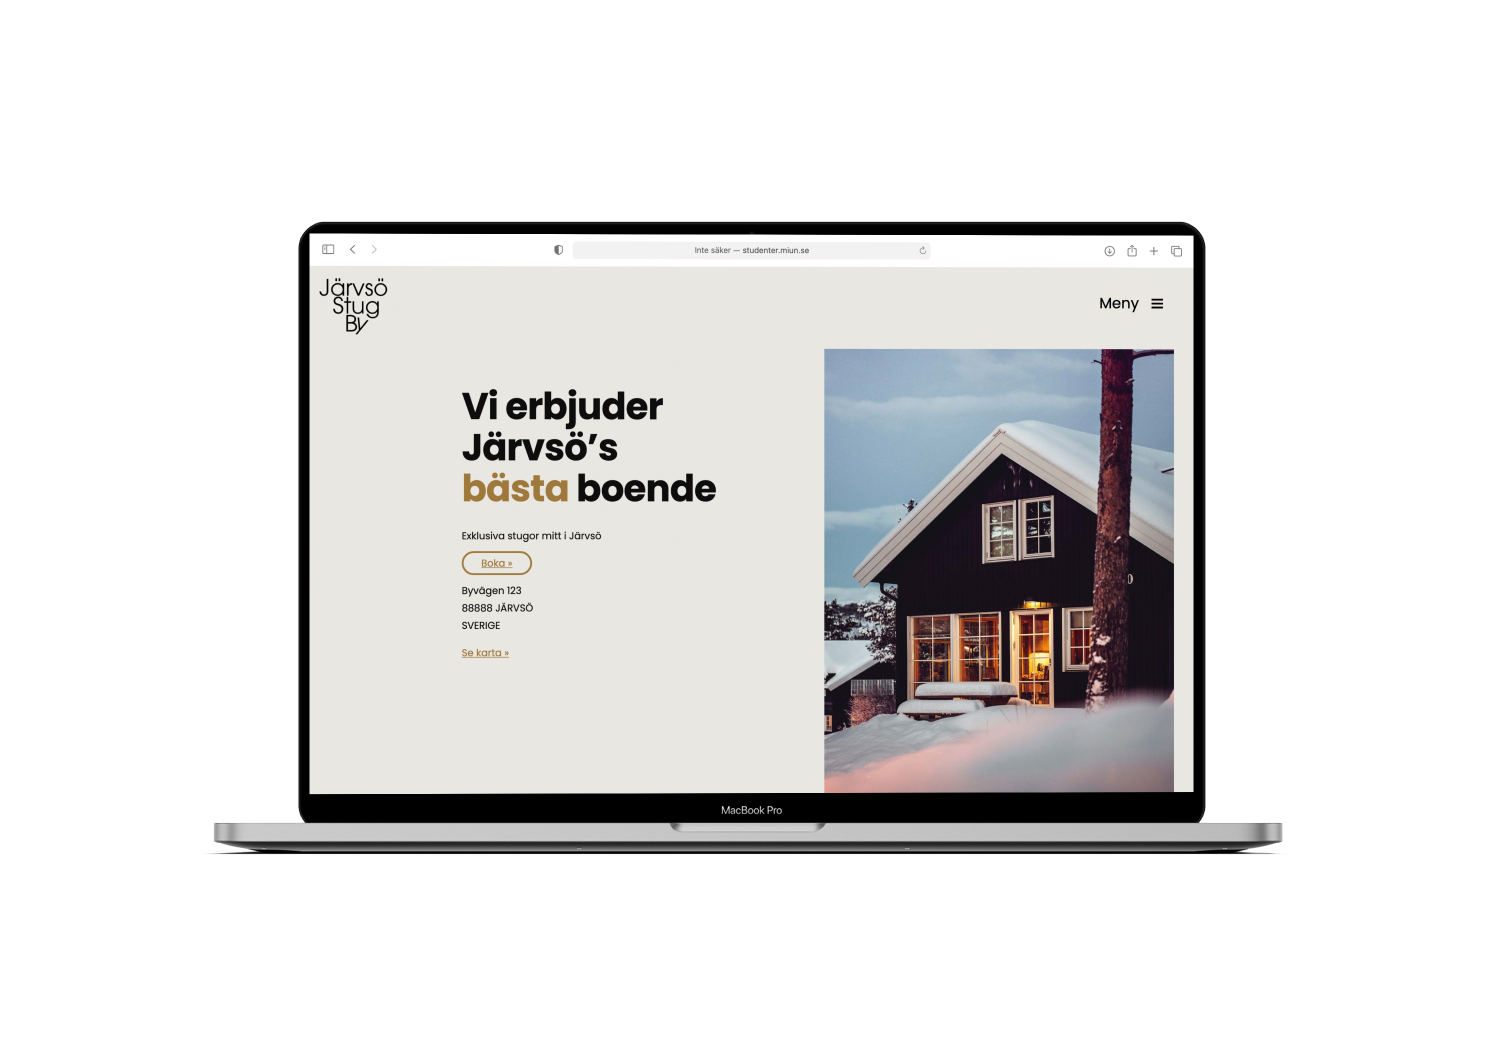 Inte säker — studenter.miun.se
Järvsö
Stug
By
Meny
Vi erbjuder
Järvsö’s
bästa boende
Exklusiva stugor mitt i Järvsö
Boka »
Byvägen 123
88888 JÄRVSÖ
SVERIGE
Se karta »
MacBook Pro